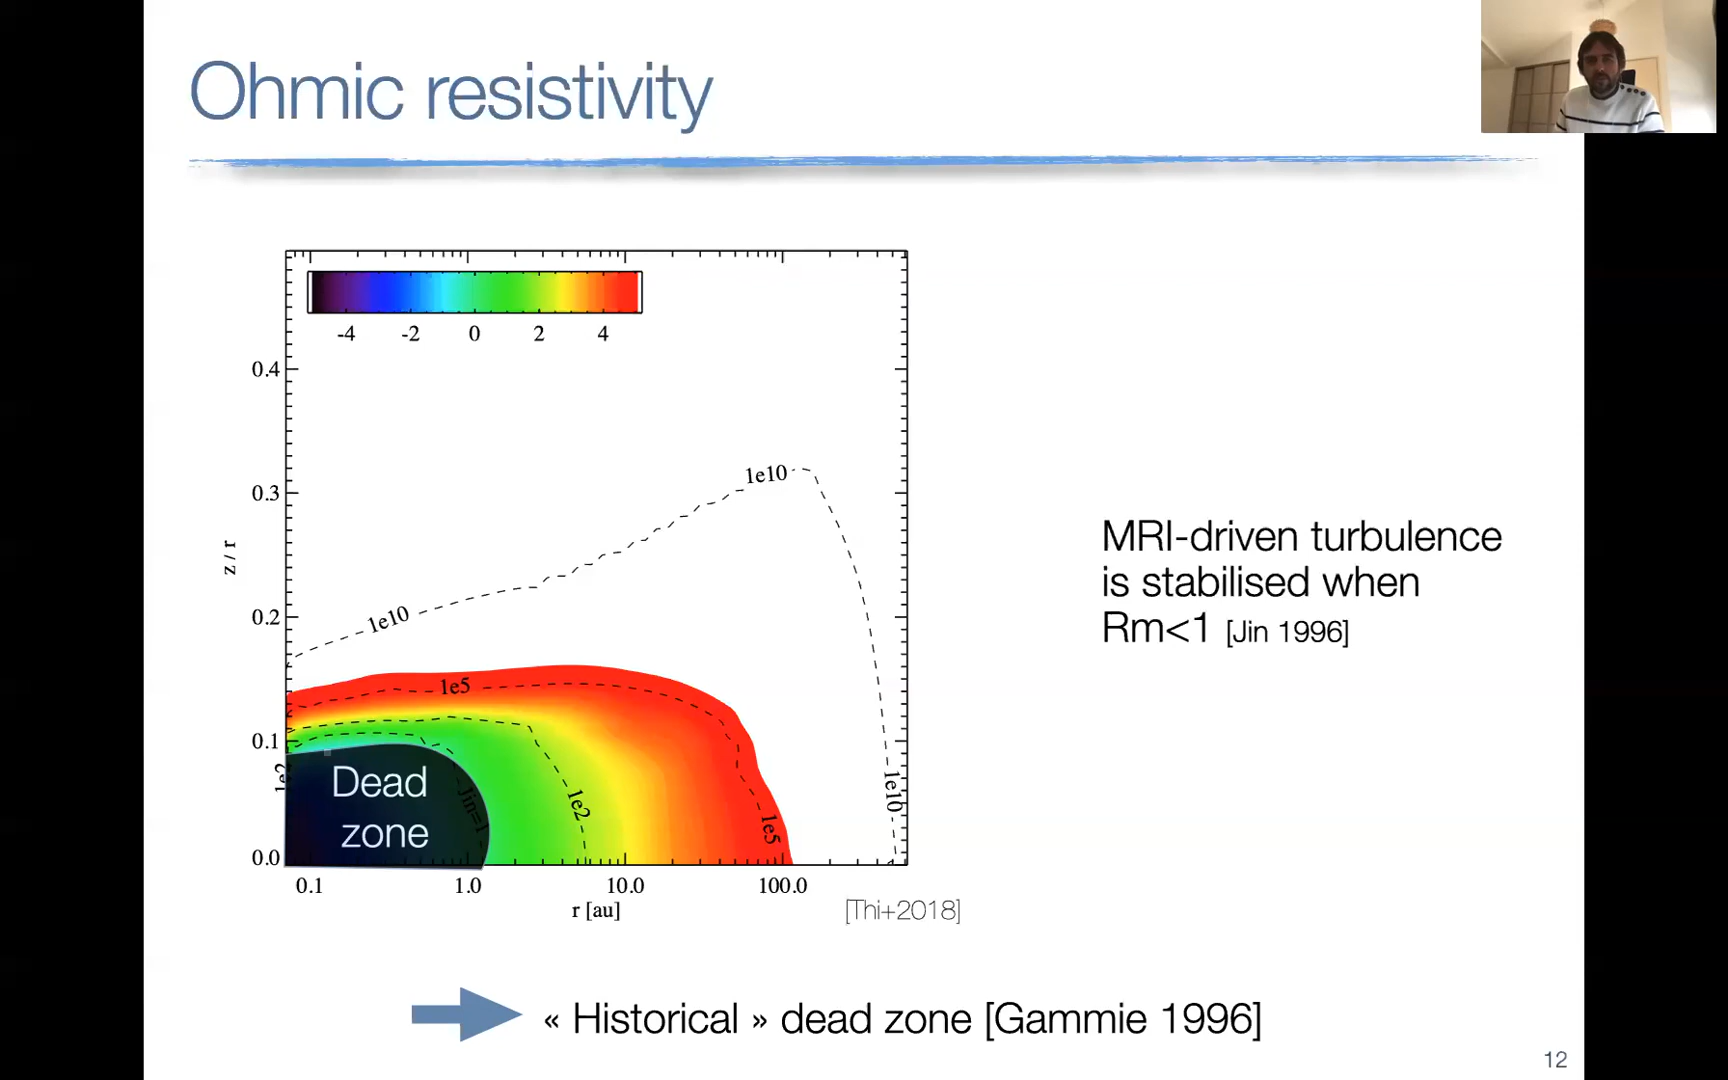 Ohmic resistivity
-4 -2 0 2 4
0.4
0.3
0.2
0.1
0.0
z / r
1e10
1e10
1e10
1e5
1e5
1e2
1e2
Jin=1
Dead
zone
0.1 1.0 10.0 100.0
r [au]
[Thi+2018]
MRI-driven turbulence
is stabilised when
Rm<1 [Jin 1996]
« Historical » dead zone [Gammie 1996]
12